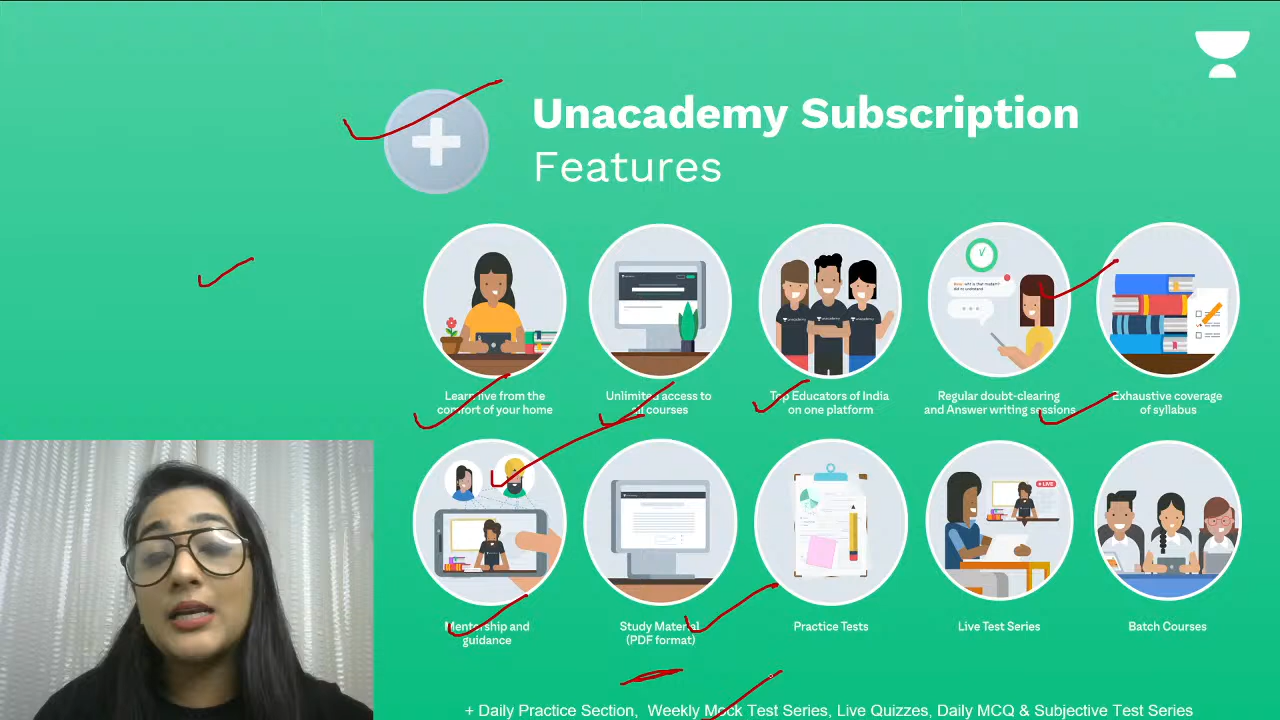 Unacademy Subscription
Features
Learn live from the
comfort of your home
Unlimited access to
all courses
Top Educators of India
on one platform
Regular doubt-clearing
and Answer writing sessions
Exhaustive coverage
of syllabus
LIVE
Mentorship and
guidance
Study Material
(PDF format)
Practice Tests
Live Test Series
Batch Courses
+ Daily Practice Section, Weekly Mock Test Series, Live Quizzes, Daily MCQ & Subjective Test Series